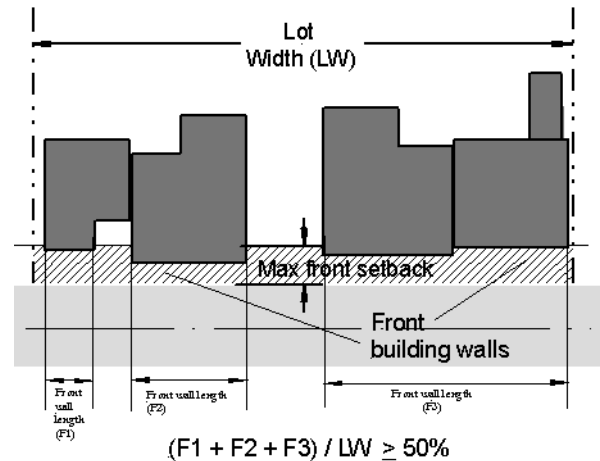 Lot
Width (LW)
Max front setback
Front
building walls
Front
wall
length
(F1)
Front wall length
(F2)
Front wall length
(F3)
(F1 + F2 + F3) / LW ≥ 50%